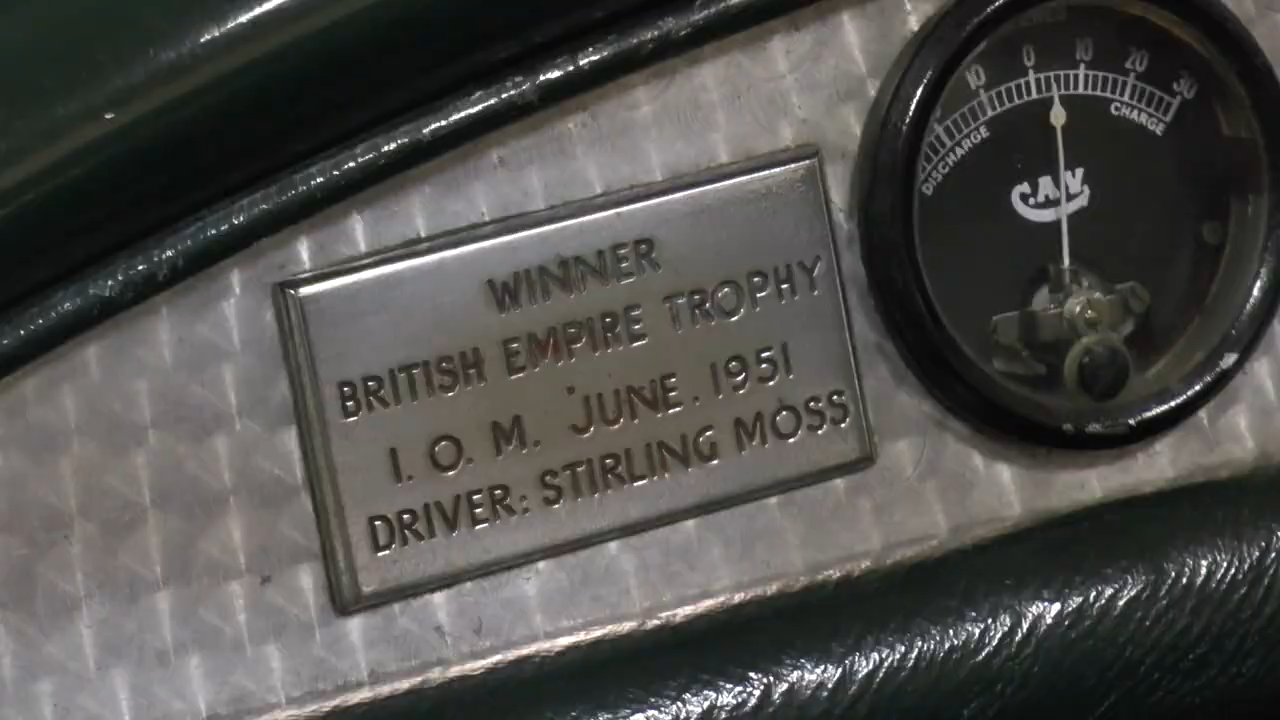 WINNER
BRITISH EMPIRE TROPHY
I. O. M. JUNE. 1951
DRIVER: STIRLING MOSS
10 0 10 20 30
DISCHARGE
CHARGE
C.A.V